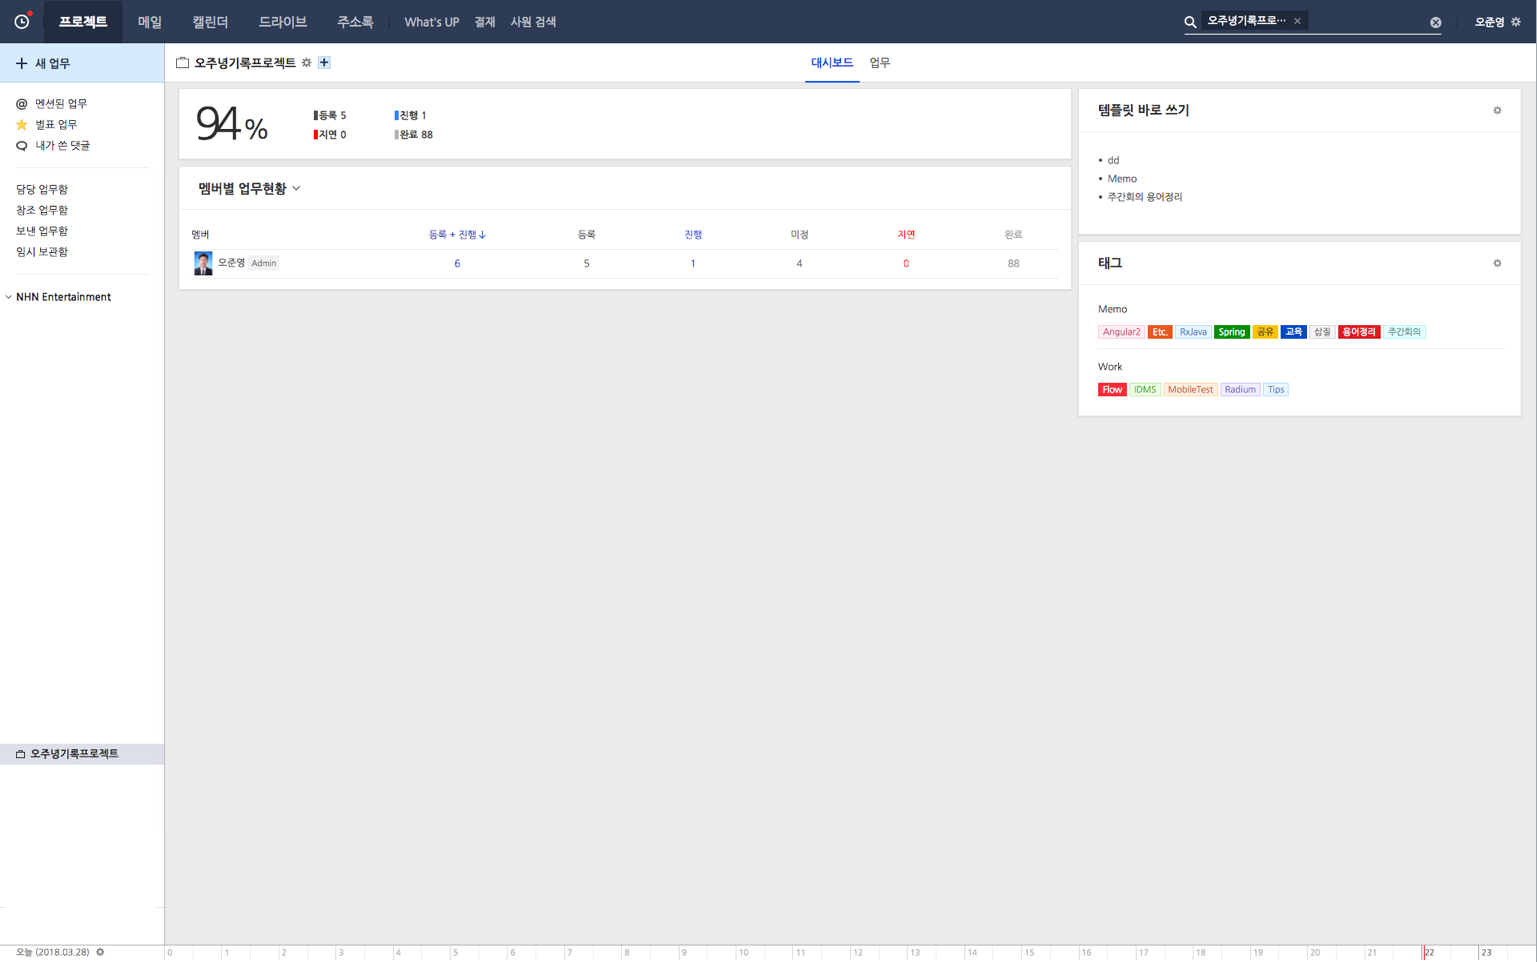 프로젝트 메일 캘린더 드라이브 주소록 What's UP 결재 사원 검색 오주녕기록프로··· 오준영
새 업무
오주녕기록프로젝트
대시보드 업무
멘션된 업무
별표 업무
내가 쓴 댓글
담당 업무함
참조 업무함
보낸 업무함
임시 보관함
NHN Entertainment
오주녕기록프로젝트
94%
등록 5 진행 1
지연 0 완료 88
멤버별 업무현황
멤버 등록 + 진행↓ 등록 진행 미정 지연 완료
오준영 Admin 6 5 1 4 0 88
템플릿 바로 쓰기
• dd
• Memo
• 주간회의 용어정리
태그
Memo
Angular2 Etc. RxJava Spring 공유 교육 삽질 용어정리 주간회의
Work
Flow IDMS MobileTest Radium Tips
오늘 (2018.03.28) 0 1 2 3 4 5 6 7 8 9 10 11 12 13 14 15 16 17 18 19 20 21 22 23